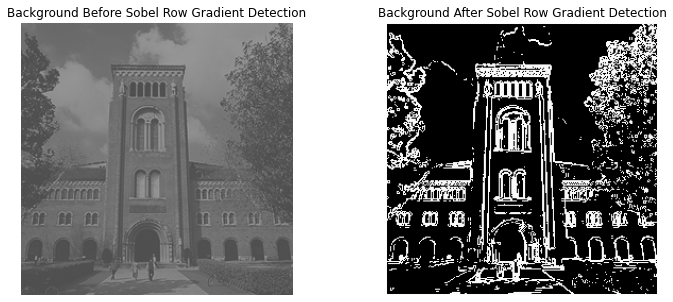 Background Before Sobel Row Gradient Detection
Background After Sobel Row Gradient Detection